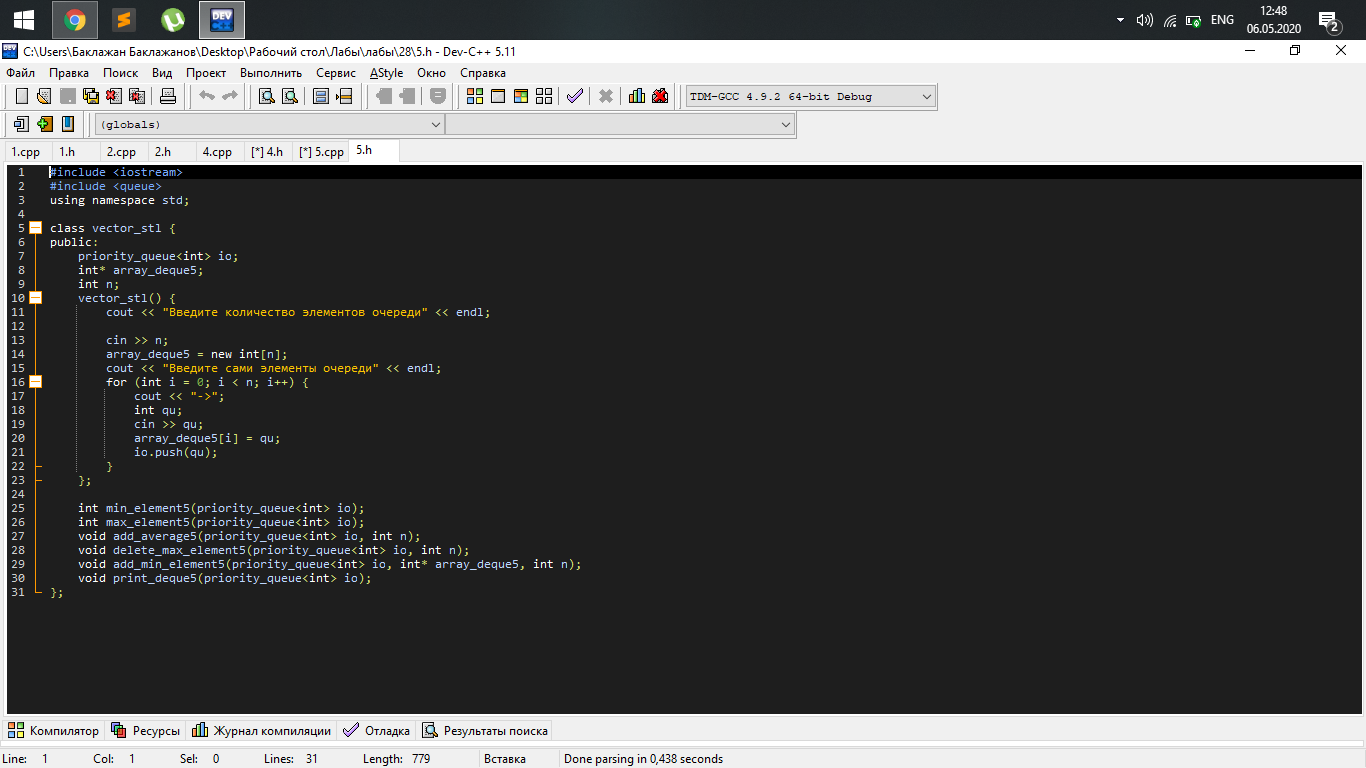 ENG
12:48
06.05.2020
2
C:\Users\Баклажан Баклажанов\Desktop\Рабочий стол\Лабы\лабы\28\5.h - Dev-C++ 5.11
Файл Правка Поиск Вид Проект Выполнить Сервис AStyle Окно Справка
TDM-GCC 4.9.2 64-bit Debug
(globals)
1.cpp 1.h 2.cpp 2.h 4.cpp [*] 4.h [*] 5.cpp 5.h
1 #include <iostream>
2 #include <queue>
3 using namespace std;
4
5 class vector_stl {
6 public:
7 priority_queue<int> io;
8 int* array_deque5;
9 int n;
10 vector_stl() {
11 cout << "Введите количество элементов очереди" << endl;
12
13 cin >> n;
14 array_deque5 = new int[n];
15 cout << "Введите сами элементы очереди" << endl;
16 for (int i = 0; i < n; i++) {
17 cout << "->";
18 int qu;
19 cin >> qu;
20 array_deque5[i] = qu;
21 io.push(qu);
22 }
23 };
24
25 int min_element5(priority_queue<int> io);
26 int max_element5(priority_queue<int> io);
27 void add_average5(priority_queue<int> io, int n);
28 void delete_max_element5(priority_queue<int> io, int n);
29 void add_min_element5(priority_queue<int> io, int* array_deque5, int n);
30 void print_deque5(priority_queue<int> io);
31 };
Компилятор Ресурсы Журнал компиляции Отладка Результаты поиска
Line: 1 Col: 1 Sel: 0 Lines: 31 Length: 779 Вставка Done parsing in 0,438 seconds